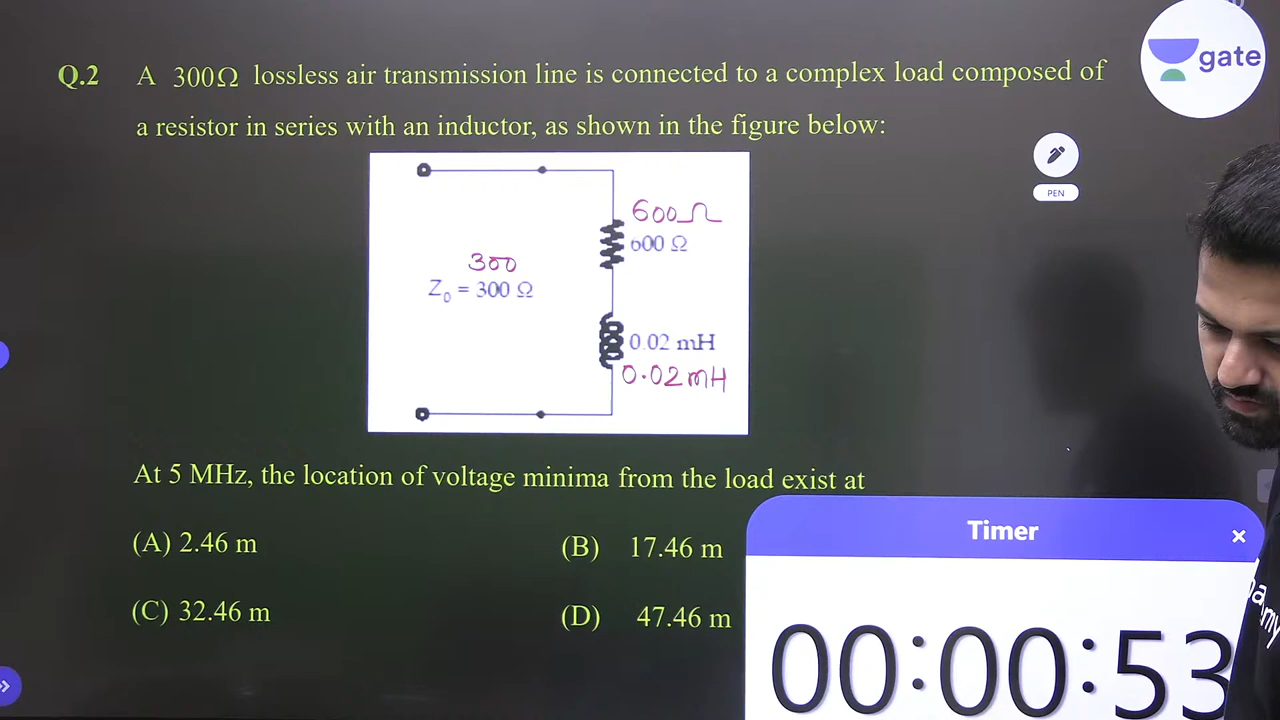 gate
Q.2 A 300Ω lossless air transmission line is connected to a complex load composed of
a resistor in series with an inductor, as shown in the figure below:
PEN
600Ω
600 Ω
300
Z₀ = 300 Ω
0.02 mH
0.02mH
At 5 MHz, the location of voltage minima from the load exist at
(A) 2.46 m
(B) 17.46 m
(C) 32.46 m
(D) 47.46 m
Timer
×
00:00:53